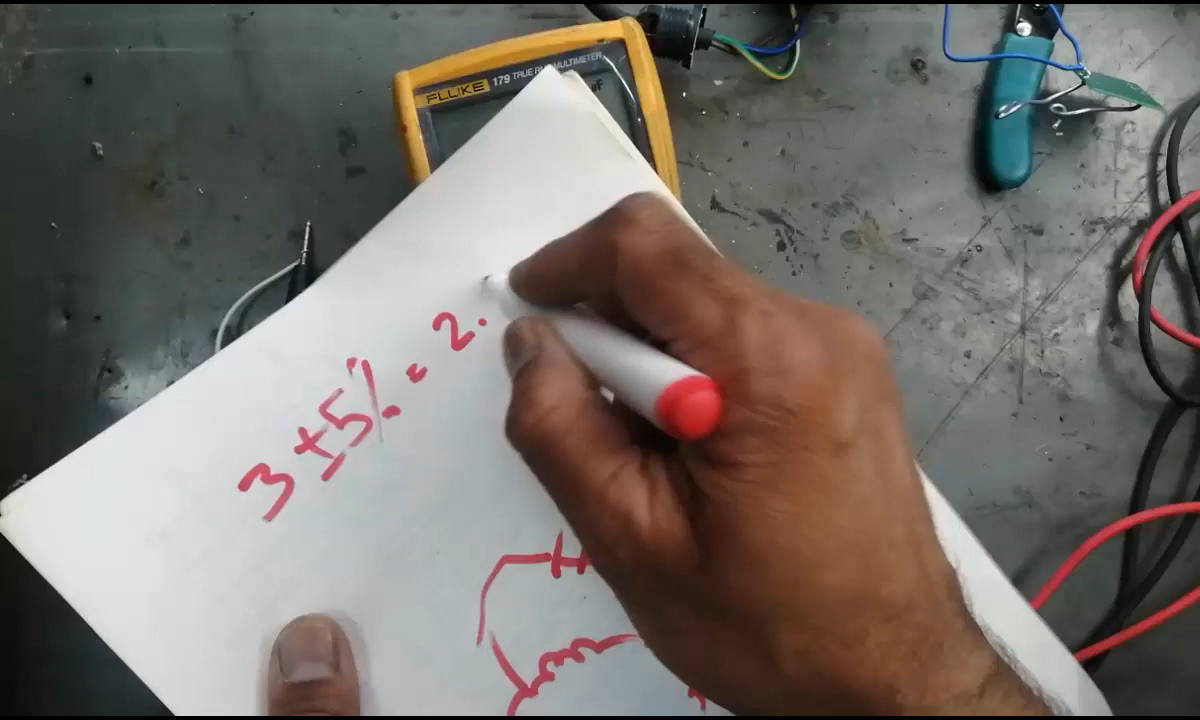 FLUKE 179 TRUE RMS MULTIMETER
3 ± 5% = 2.